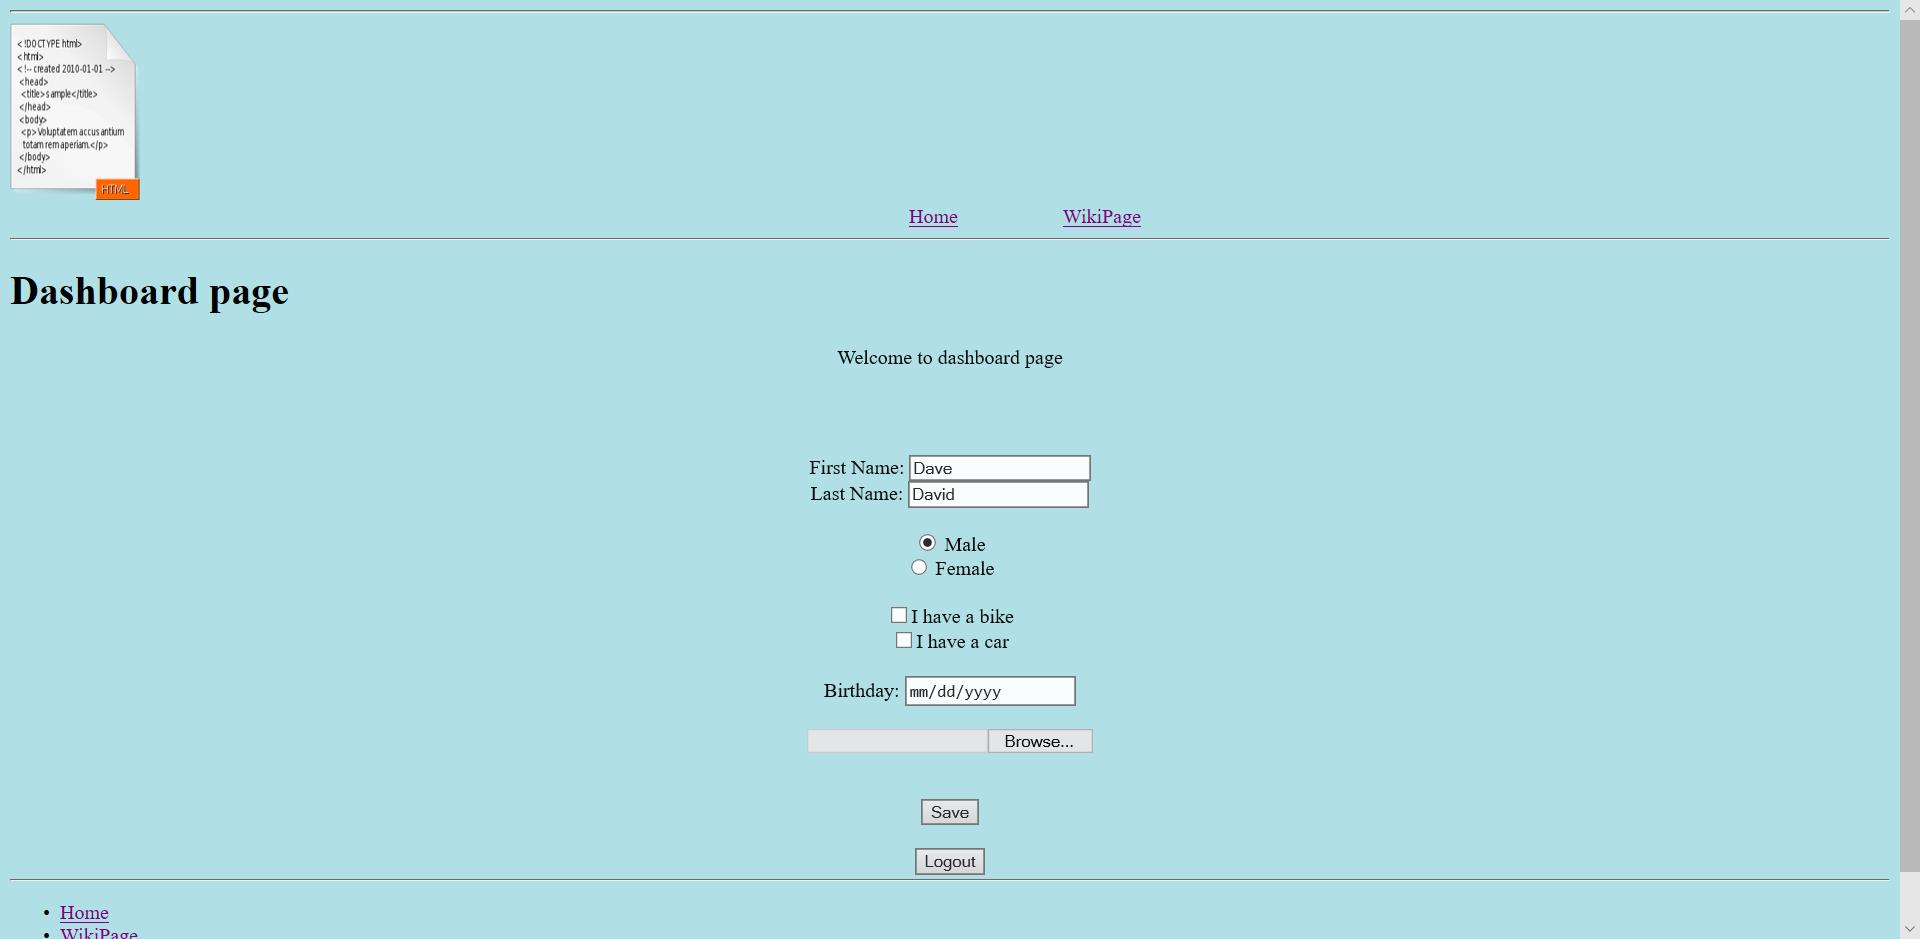 < !DOCTYPE html>
<html>
< !-- created 2010-01-01 -->
<head>
<title>sample</title>
</head>
<body>
<p>Voluptatem accusantium
totam rem aperiam.</p>
</body>
</html>
HTML
Home WikiPage
Dashboard page
Welcome to dashboard page
First Name: Dave
Last Name: David
Male
Female
I have a bike
I have a car
Birthday: mm/dd/yyyy
Browse...
Save
Logout
• Home
• WikiPage